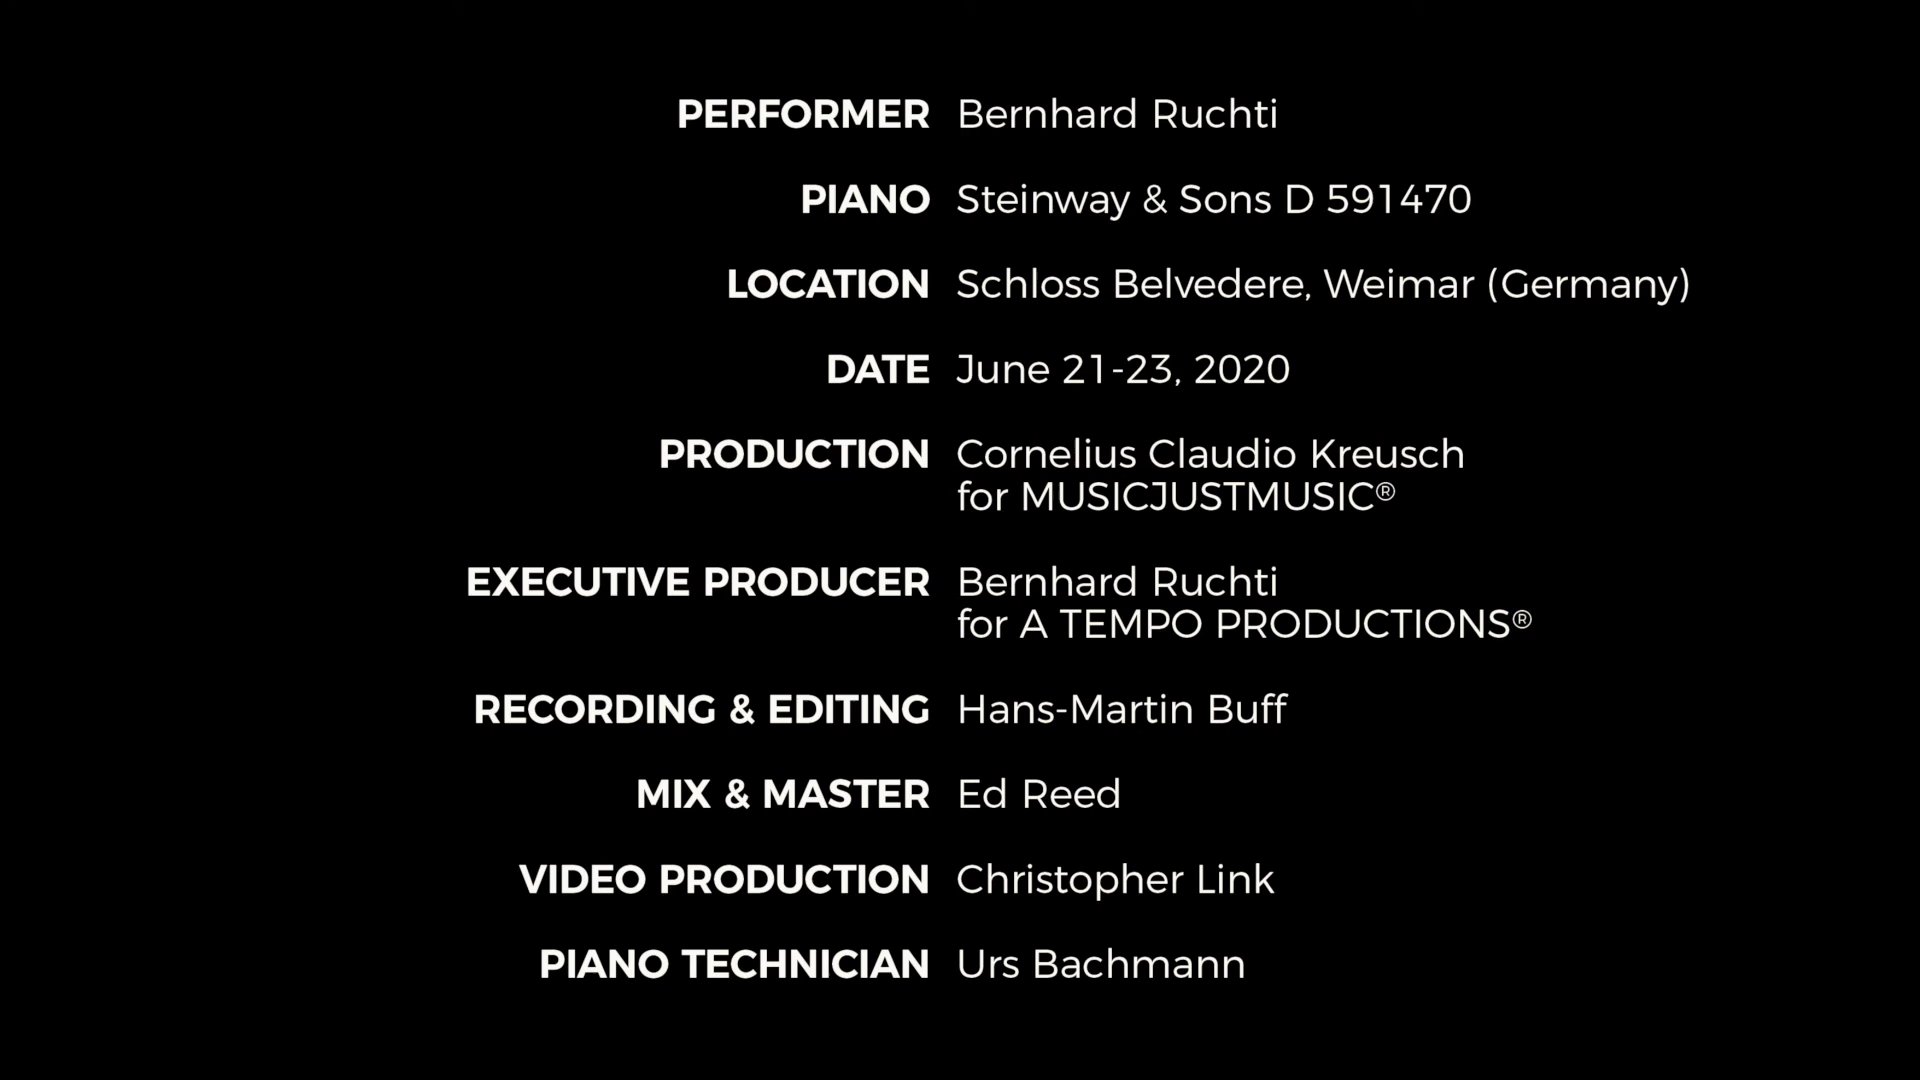 PERFORMER Bernhard Ruchti
PIANO Steinway & Sons D 591470
LOCATION Schloss Belvedere, Weimar (Germany)
DATE June 21-23, 2020
PRODUCTION Cornelius Claudio Kreusch
for MUSICJUSTMUSIC®
EXECUTIVE PRODUCER Bernhard Ruchti
for A TEMPO PRODUCTIONS®
RECORDING & EDITING Hans-Martin Buff
MIX & MASTER Ed Reed
VIDEO PRODUCTION Christopher Link
PIANO TECHNICIAN Urs Bachmann